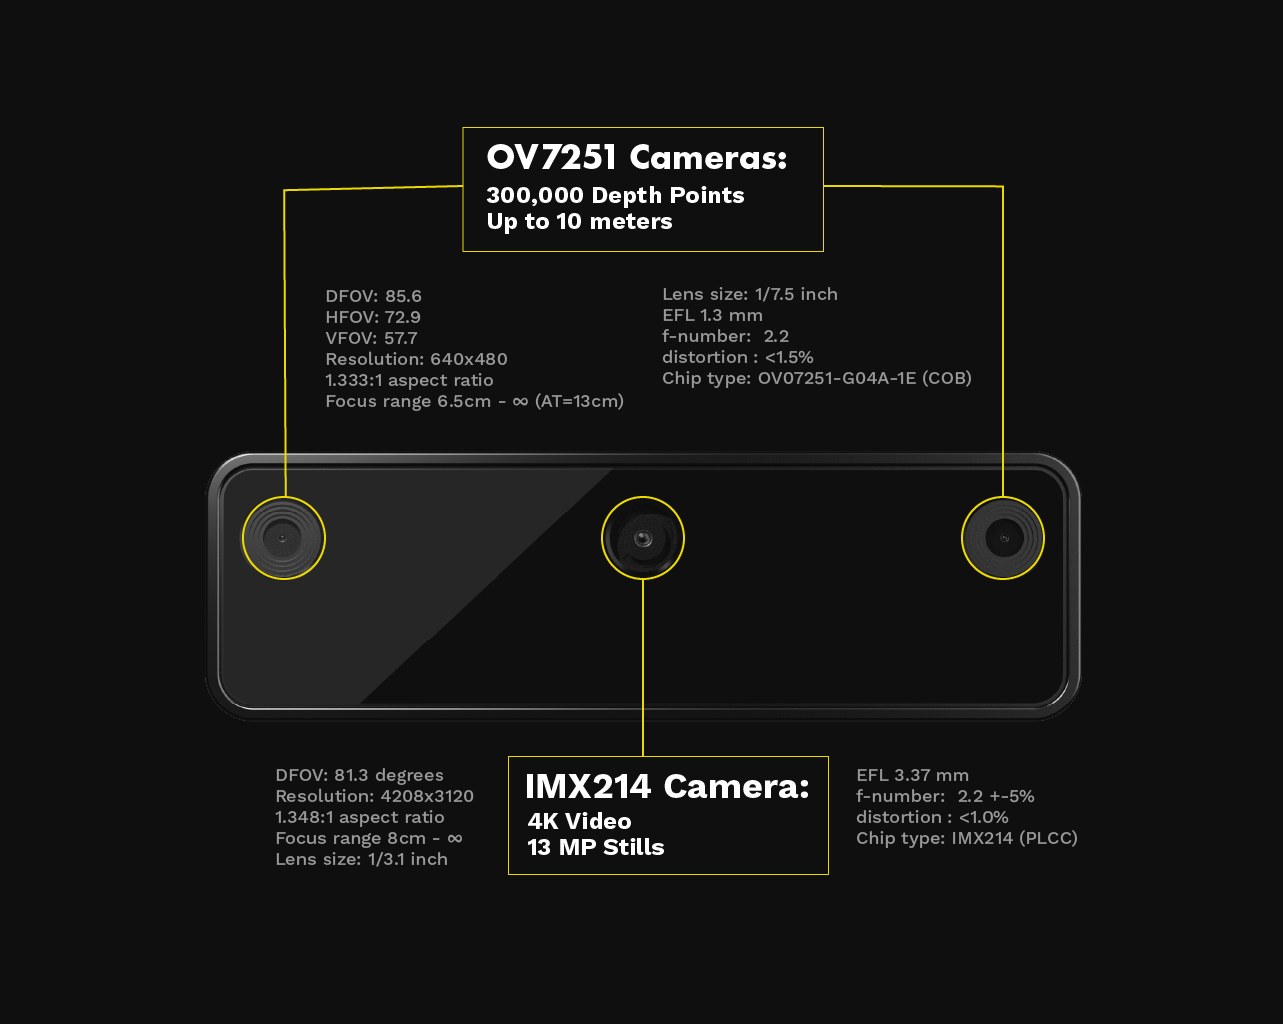 OV7251 Cameras:
300,000 Depth Points
Up to 10 meters
DFOV: 85.6
HFOV: 72.9
VFOV: 57.7
Resolution: 640x480
1.333:1 aspect ratio
Focus range 6.5cm - ∞ (AT=13cm)
Lens size: 1/7.5 inch
EFL 1.3 mm
f-number:  2.2
distortion : <1.5%
Chip type: OV07251-G04A-1E (COB)
DFOV: 81.3 degrees
Resolution: 4208x3120
1.348:1 aspect ratio
Focus range 8cm - ∞
Lens size: 1/3.1 inch
IMX214 Camera:
4K Video
13 MP Stills
EFL 3.37 mm
f-number:  2.2 +-5%
distortion : <1.0%
Chip type: IMX214 (PLCC)